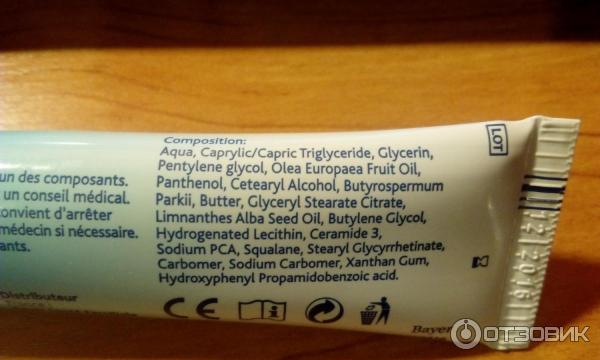 Composition:
Aqua, Caprylic/Capric Triglyceride, Glycerin,
Pentylene glycol, Olea Europaea Fruit Oil,
Panthenol, Cetearyl Alcohol, Butyrospermum
Parkii, Butter, Glyceryl Stearate Citrate,
Limnanthes Alba Seed Oil, Butylene Glycol,
Hydrogenated Lecithin, Ceramide 3,
Sodium PCA, Squalane, Stearyl Glycyrrhetinate,
Carbomer, Sodium Carbomer, Xanthan Gum,
Hydroxyphenyl Propamidobenzoic acid.
un des composants.
un conseil médical.
convient d'arrêter
médecin si nécessaire.
ants.
Distributeur
CE
Bayer
LOT
12/2016
ОТЗОВИК